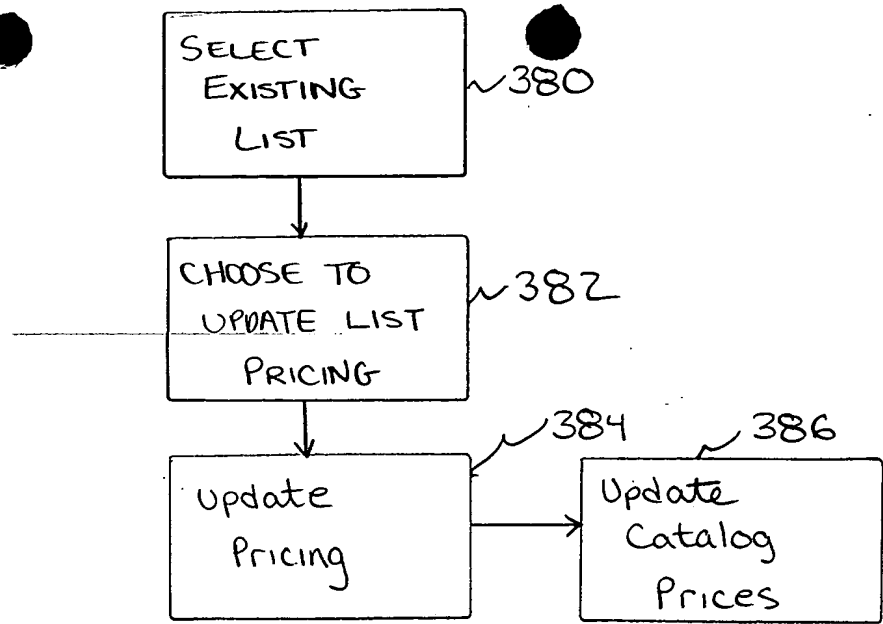 SELECT
EXISTING
LIST
380
CHOOSE TO
UPDATE LIST
PRICING
382
384
386
Update
Pricing
Update
Catalog
Prices